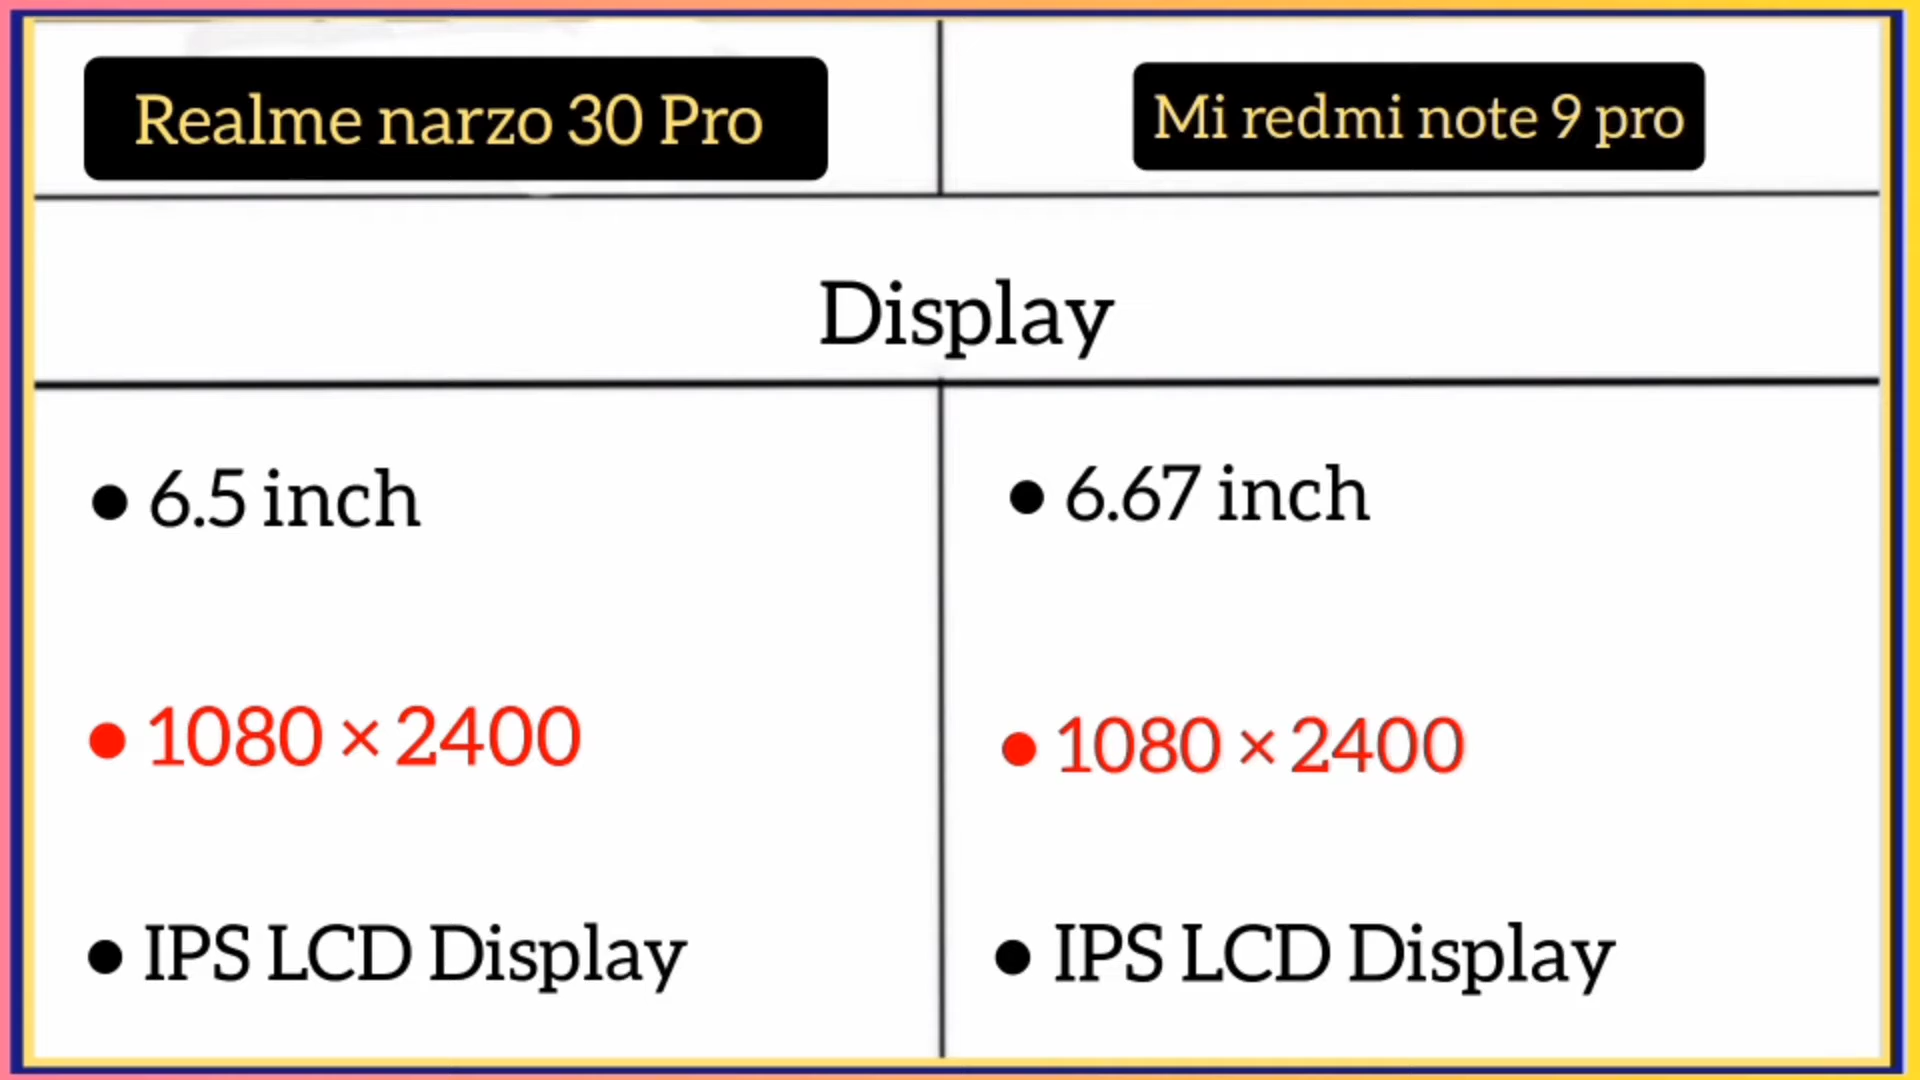 Realme narzo 30 Pro
Mi redmi note 9 pro
Display
● 6.5 inch
● 6.67 inch
● 1080 × 2400
● 1080 × 2400
● IPS LCD Display
● IPS LCD Display